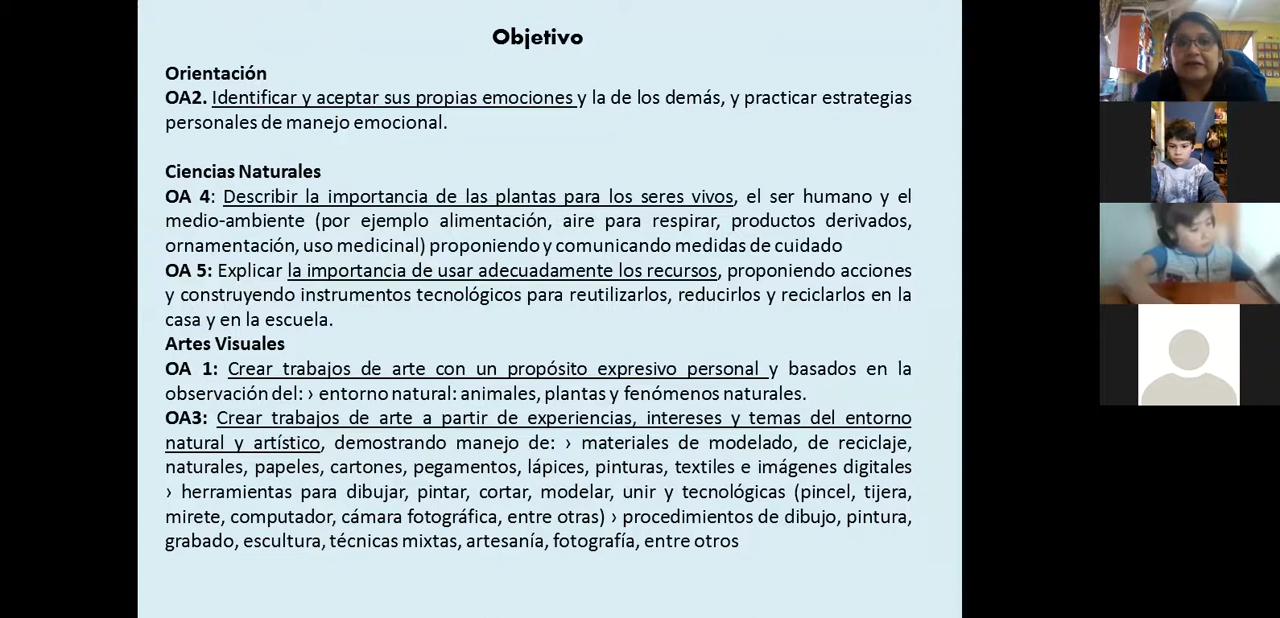 Objetivo
Orientación
OA2. Identificar y aceptar sus propias emociones y la de los demás, y practicar estrategias
personales de manejo emocional.
Ciencias Naturales
OA 4: Describir la importancia de las plantas para los seres vivos, el ser humano y el
medio-ambiente (por ejemplo alimentación, aire para respirar, productos derivados,
ornamentación, uso medicinal) proponiendo y comunicando medidas de cuidado
OA 5: Explicar la importancia de usar adecuadamente los recursos, proponiendo acciones
y construyendo instrumentos tecnológicos para reutilizarlos, reducirlos y reciclarlos en la
casa y en la escuela.
Artes Visuales
OA 1: Crear trabajos de arte con un propósito expresivo personal y basados en la
observación del: › entorno natural: animales, plantas y fenómenos naturales.
OA3: Crear trabajos de arte a partir de experiencias, intereses y temas del entorno
natural y artístico, demostrando manejo de: › materiales de modelado, de reciclaje,
naturales, papeles, cartones, pegamentos, lápices, pinturas, textiles e imágenes digitales
› herramientas para dibujar, pintar, cortar, modelar, unir y tecnológicas (pincel, tijera,
mirete, computador, cámara fotográfica, entre otras) › procedimientos de dibujo, pintura,
grabado, escultura, técnicas mixtas, artesanía, fotografía, entre otros